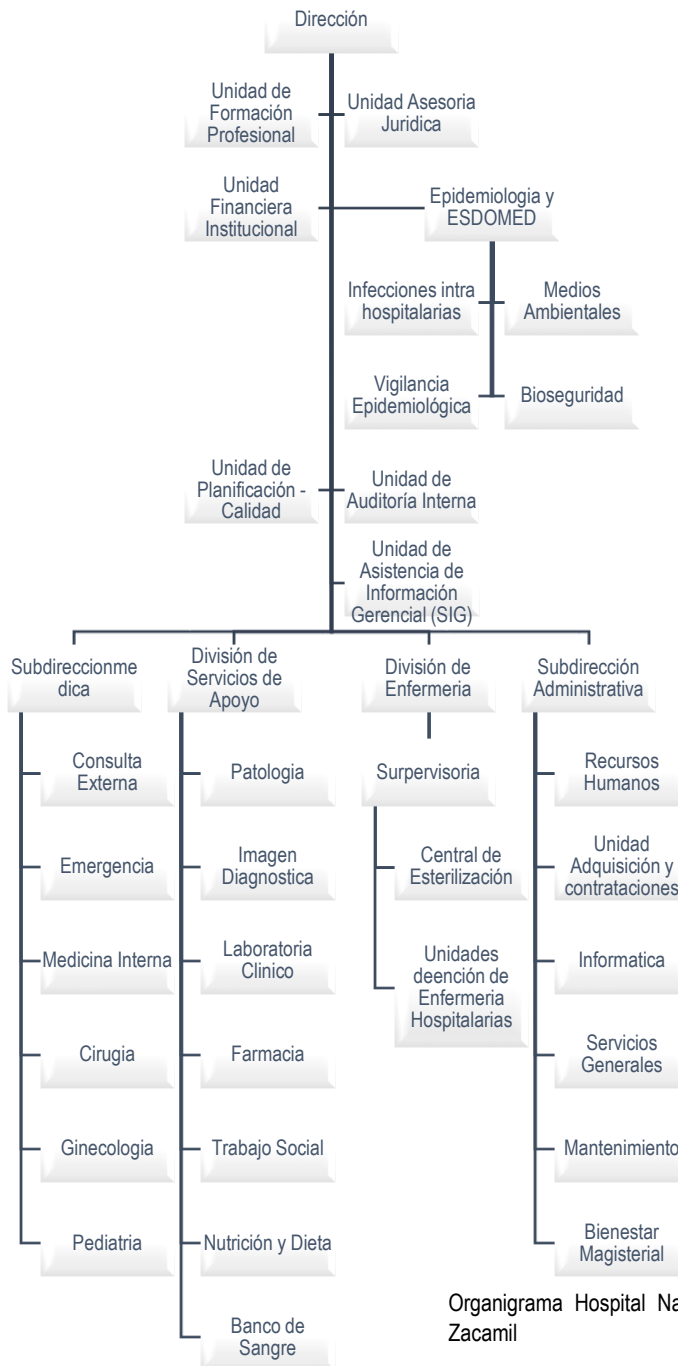 Dirección
Unidad de
Formación
Profesional
Unidad Asesoria
Juridica
Unidad
Financiera
Institucional
Epidemiologia y
ESDOMED
Infecciones intra
hospitalarias
Medios
Ambientales
Vigilancia
Epidemiológica
Bioseguridad
Unidad de
Planificación -
Calidad
Unidad de
Auditoría Interna
Unidad de
Asistencia de
Información
Gerencial (SIG)
Subdireccionme
dica
Consulta
Externa
Emergencia
Medicina Interna
Cirugia
Ginecologia
Pediatria
División de
Servicios de
Apoyo
Patologia
Imagen
Diagnostica
Laboratoria
Clinico
Farmacia
Trabajo Social
Nutrición y Dieta
Banco de
Sangre
División de
Enfermeria
Surpervisoria
Central de
Esterilización
Unidades
deención de
Enfermeria
Hospitalarias
Subdirección
Administrativa
Recursos
Humanos
Unidad
Adquisición y
contrataciones
Informatica
Servicios
Generales
Mantenimiento
Bienestar
Magisterial
Organigrama Hospital Na
Zacamil